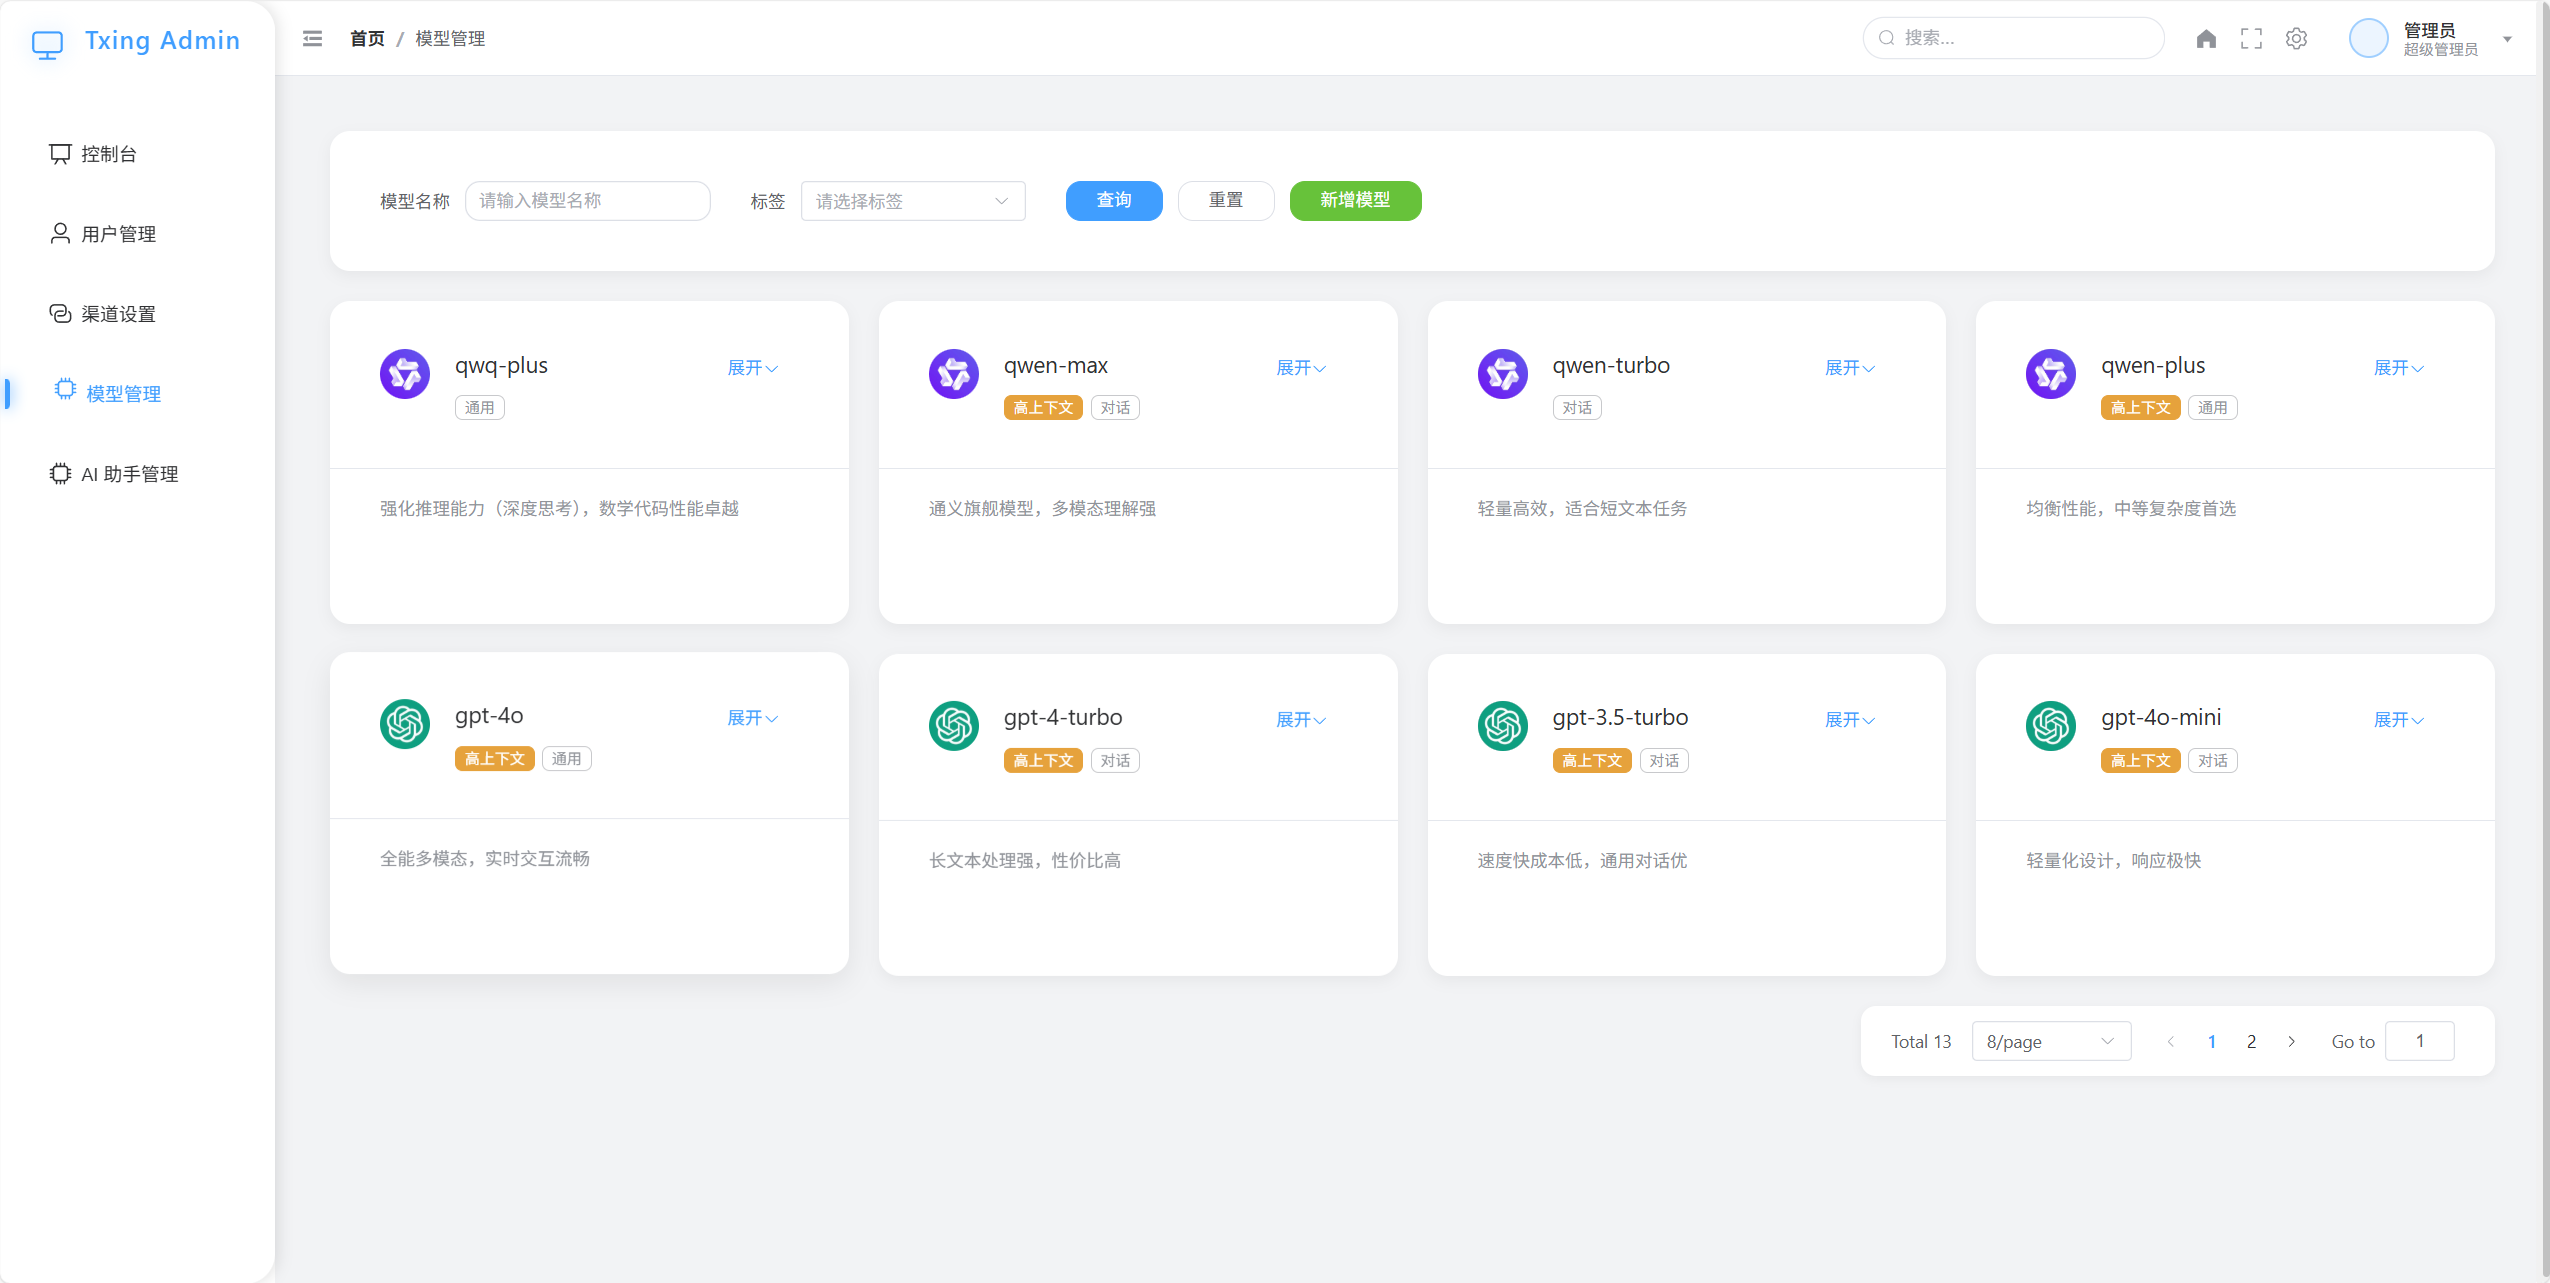 Txing Admin
控制台
用户管理
渠道设置
模型管理
AI 助手管理
首页 / 模型管理
搜索...
管理员
超级管理员
模型名称 请输入模型名称 标签 请选择标签 查询 重置 新增模型
qwq-plus 展开
通用
强化推理能力（深度思考），数学代码性能卓越
qwen-max 展开
高上下文 对话
通义旗舰模型，多模态理解强
qwen-turbo 展开
对话
轻量高效，适合短文本任务
qwen-plus 展开
高上下文 通用
均衡性能，中等复杂度首选
gpt-4o 展开
高上下文 通用
全能多模态，实时交互流畅
gpt-4-turbo 展开
高上下文 对话
长文本处理强，性价比高
gpt-3.5-turbo 展开
高上下文 对话
速度快成本低，通用对话优
gpt-4o-mini 展开
高上下文 对话
轻量化设计，响应极快
Total 13 8/page 1 2 Go to 1